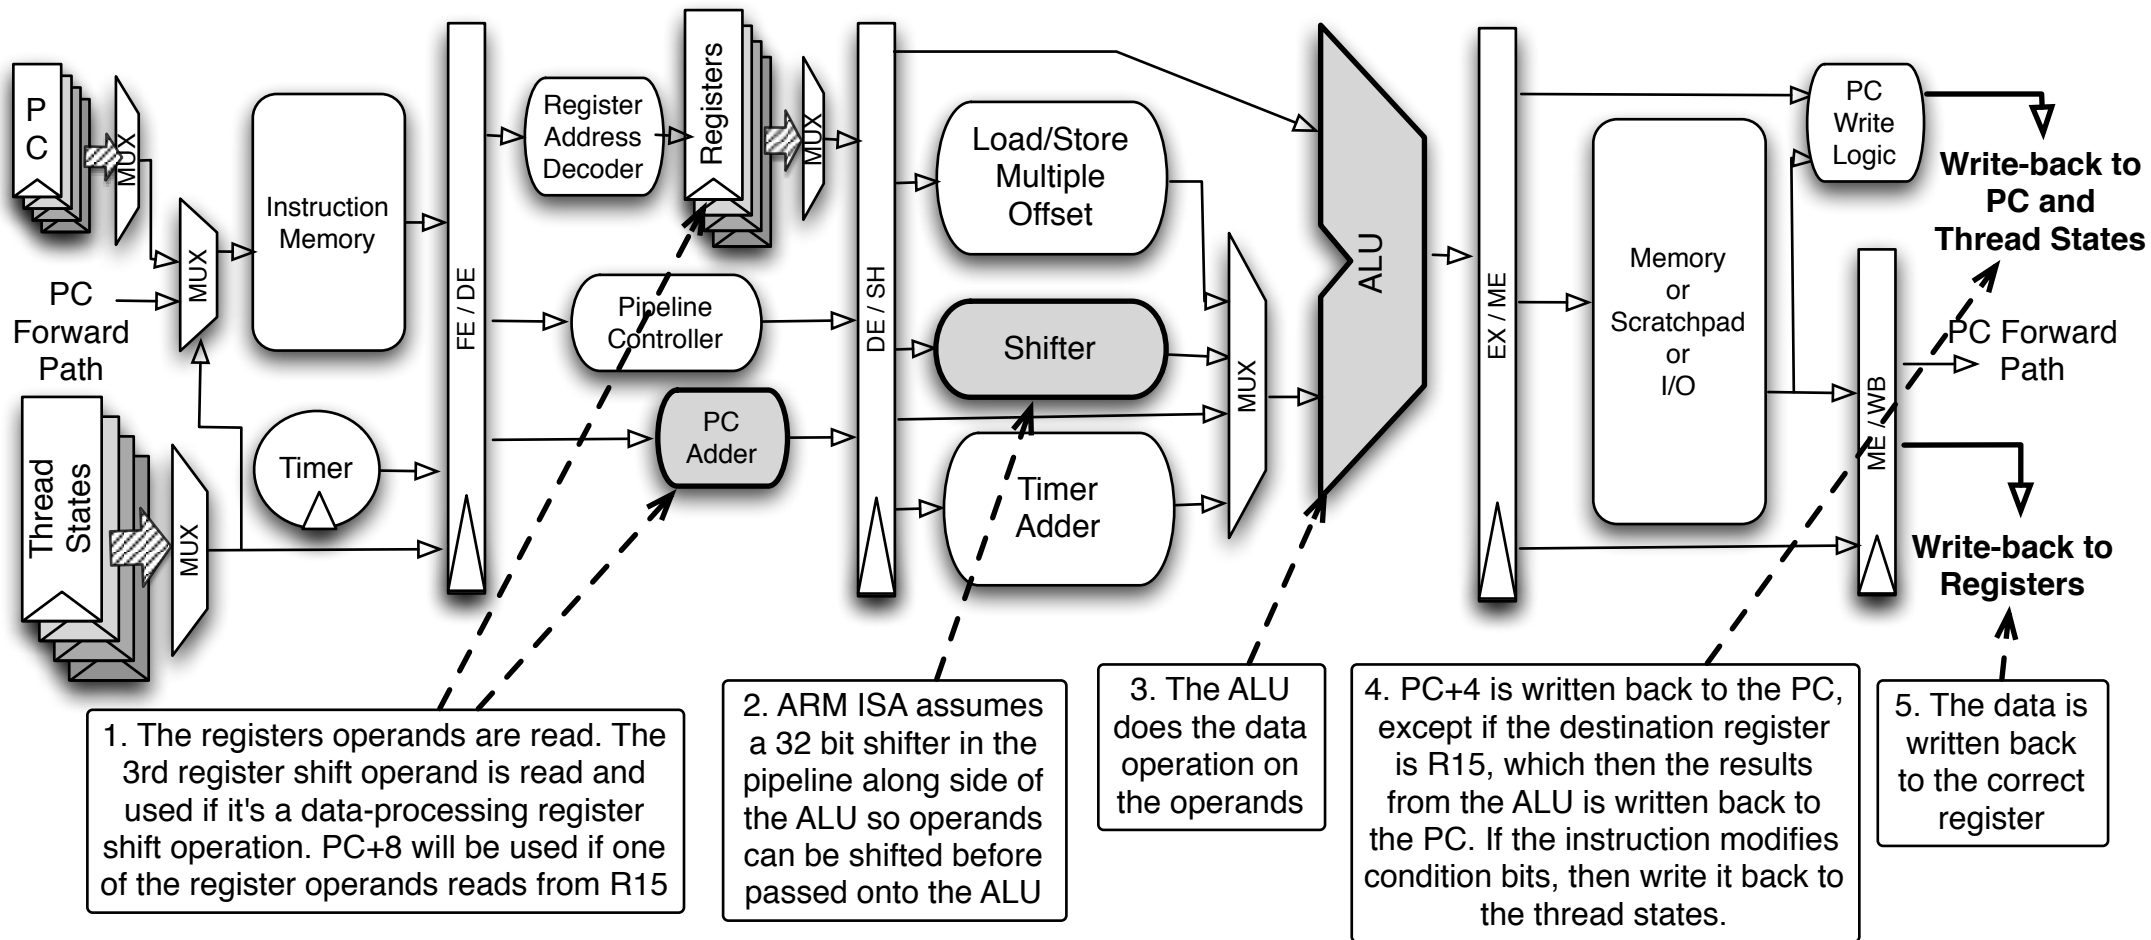 P
C
MUX
MUX
PC
Forward
Path
Thread
States
MUX
Instruction
Memory
Timer
FE / DE
Register
Address
Decoder
Registers
MUX
Pipeline
Controller
PC
Adder
DE / SH
Load/Store
Multiple
Offset
Shifter
Timer
Adder
MUX
ALU
EX / ME
Memory
or
Scratchpad
or
I/O
PC
Write
Logic
ME / WB
Write-back to
PC and
Thread States
PC Forward
Path
Write-back to
Registers
1. The registers operands are read. The
3rd register shift operand is read and
used if it's a data-processing register
shift operation. PC+8 will be used if one
of the register operands reads from R15
2. ARM ISA assumes
a 32 bit shifter in the
pipeline along side of
the ALU so operands
can be shifted before
passed onto the ALU
3. The ALU
does the data
operation on
the operands
4. PC+4 is written back to the PC,
except if the destination register
is R15, which then the results
from the ALU is written back to
the PC. If the instruction modifies
condition bits, then write it back to
the thread states.
5. The data is
written back
to the correct
register